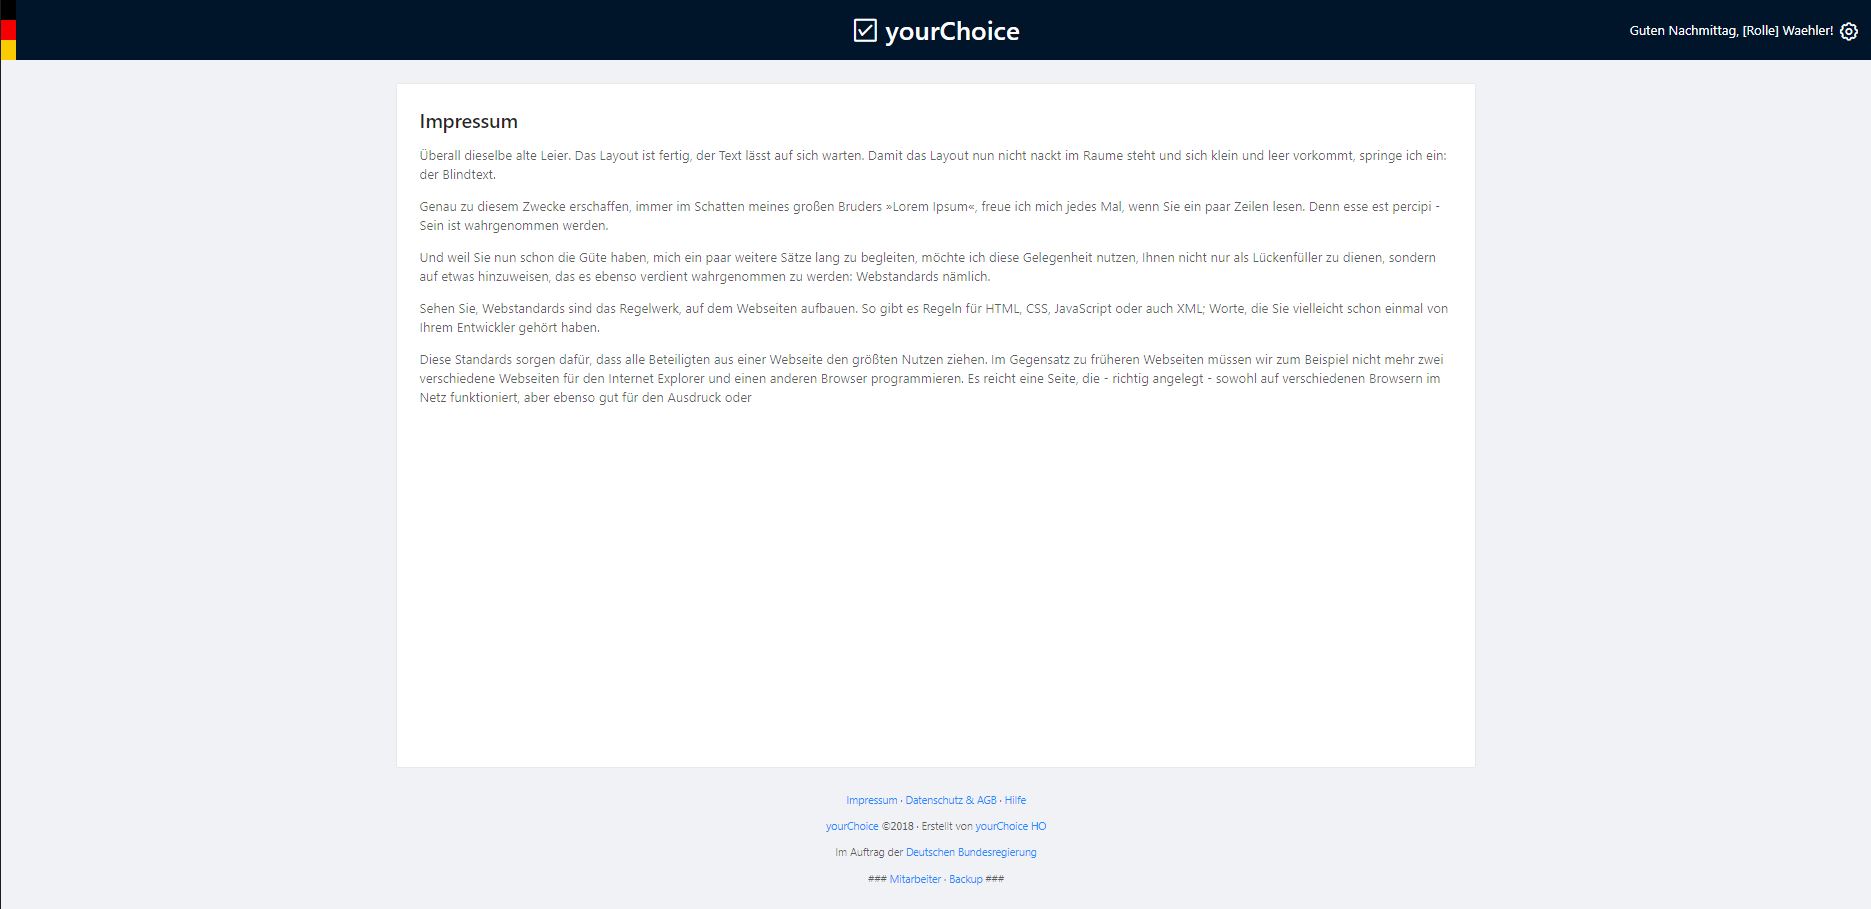 yourChoice
Guten Nachmittag, [Rolle] Waehler!
Impressum
Überall dieselbe alte Leier. Das Layout ist fertig, der Text lässt auf sich warten. Damit das Layout nun nicht nackt im Raume steht und sich klein und leer vorkommt, springe ich ein:
der Blindtext.
Genau zu diesem Zwecke erschaffen, immer im Schatten meines großen Bruders »Lorem Ipsum«, freue ich mich jedes Mal, wenn Sie ein paar Zeilen lesen. Denn esse est percipi -
Sein ist wahrgenommen werden.
Und weil Sie nun schon die Güte haben, mich ein paar weitere Sätze lang zu begleiten, möchte ich diese Gelegenheit nutzen, Ihnen nicht nur als Lückenfüller zu dienen, sondern
auf etwas hinzuweisen, das es ebenso verdient wahrgenommen zu werden: Webstandards nämlich.
Sehen Sie, Webstandards sind das Regelwerk, auf dem Webseiten aufbauen. So gibt es Regeln für HTML, CSS, JavaScript oder auch XML; Worte, die Sie vielleicht schon einmal von
Ihrem Entwickler gehört haben.
Diese Standards sorgen dafür, dass alle Beteiligten aus einer Webseite den größten Nutzen ziehen. Im Gegensatz zu früheren Webseiten müssen wir zum Beispiel nicht mehr zwei
verschiedene Webseiten für den Internet Explorer und einen anderen Browser programmieren. Es reicht eine Seite, die - richtig angelegt - sowohl auf verschiedenen Browsern im
Netz funktioniert, aber ebenso gut für den Ausdruck oder
Impressum · Datenschutz & AGB · Hilfe
yourChoice ©2018 · Erstellt von yourChoice HO
Im Auftrag der Deutschen Bundesregierung
### Mitarbeiter · Backup ###